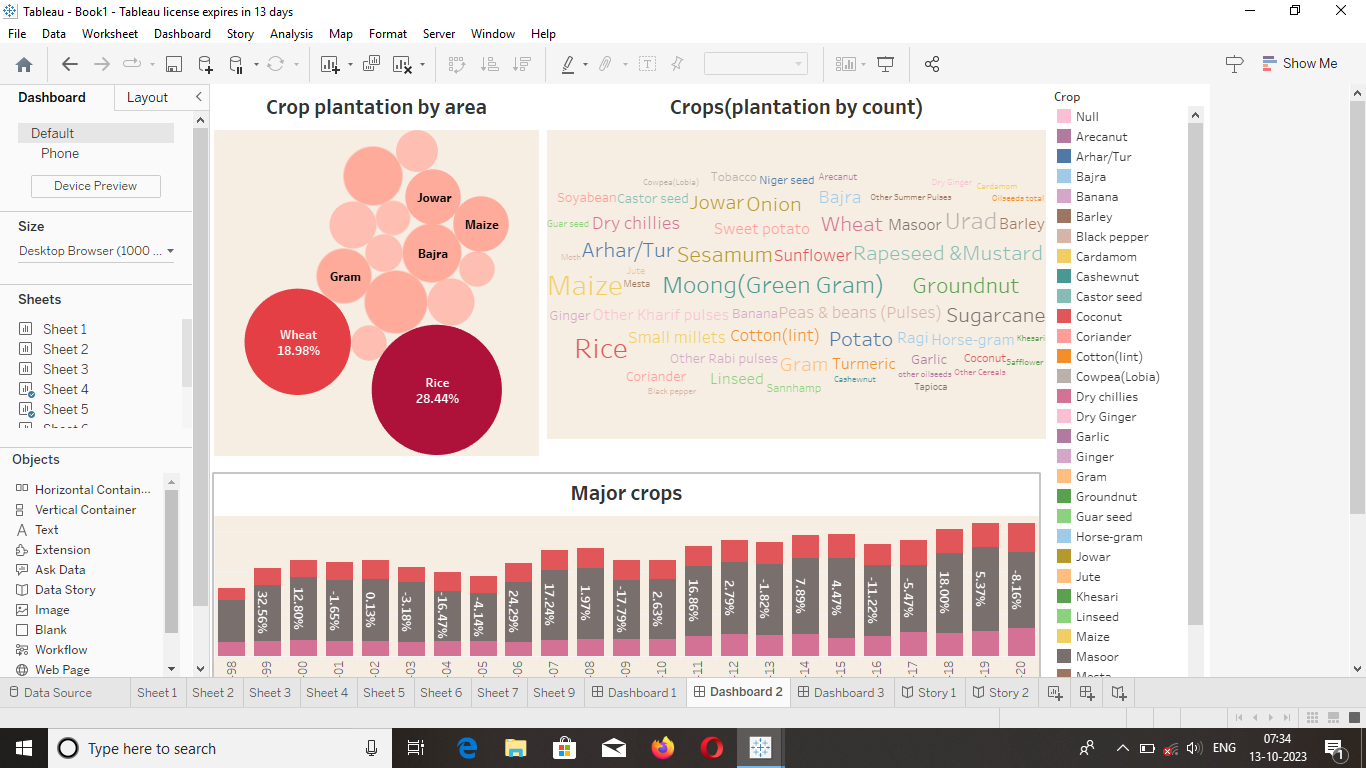 Tableau - Book1 - Tableau license expires in 13 days
File Data Worksheet Dashboard Story Analysis Map Format Server Window Help
Show Me
Dashboard Layout
Default
Phone
Device Preview
Size
Desktop Browser (1000 ...
Sheets
Sheet 1
Sheet 2
Sheet 3
Sheet 4
Sheet 5
Sheet 6
Objects
Horizontal Contain...
Vertical Container
Text
Extension
Ask Data
Data Story
Image
Blank
Workflow
Web Page
Crop plantation by area
Jowar
Maize
Bajra
Gram
Wheat
18.98%
Rice
28.44%
Crops(plantation by count)
Cowpea(Lobia) Tobacco Niger seed Arecanut Dry Ginger Cardamom
Soyabean Castor seed Jowar Onion Bajra Other Summer Pulses Oilseeds total
Guar seed Dry chillies Sweet potato Wheat Masoor Urad Barley
Moth Arhar/Tur Sesamum Sunflower Rapeseed &Mustard
Jute
Maize Mesta Moong(Green Gram) Groundnut
Ginger Other Kharif pulses Banana Peas & beans (Pulses) Sugarcane
Rice Small millets Cotton(lint) Potato Ragi Horse-gram Khesari
Other Rabi pulses Gram Turmeric Garlic Coconut Safflower
Coriander Linseed Cashewnut other oilseeds Other Cereals
Black pepper Sannhamp Tapioca
Major crops
32.56% 12.80% -1.65% 0.13% -3.18% -16.47% -4.14% 24.29% 17.24% 1.97% -17.79% 2.63% 16.86% 2.79% -1.82% 7.89% 4.47% -11.22% -5.47% 18.00% 5.37% -8.16%
-98 -99 -00 -01 -02 -03 -04 -05 -06 -07 -08 -09 -10 -11 -12 -13 -14 -15 -16 -17 -18 -19 -20
Crop
Null
Arecanut
Arhar/Tur
Bajra
Banana
Barley
Black pepper
Cardamom
Cashewnut
Castor seed
Coconut
Coriander
Cotton(lint)
Cowpea(Lobia)
Dry chillies
Dry Ginger
Garlic
Ginger
Gram
Groundnut
Guar seed
Horse-gram
Jowar
Jute
Khesari
Linseed
Maize
Masoor
Mesta
Data Source Sheet 1 Sheet 2 Sheet 3 Sheet 4 Sheet 5 Sheet 6 Sheet 7 Sheet 9 Dashboard 1 Dashboard 2 Dashboard 3 Story 1 Story 2
Type here to search
ENG
07:34
13-10-2023
1